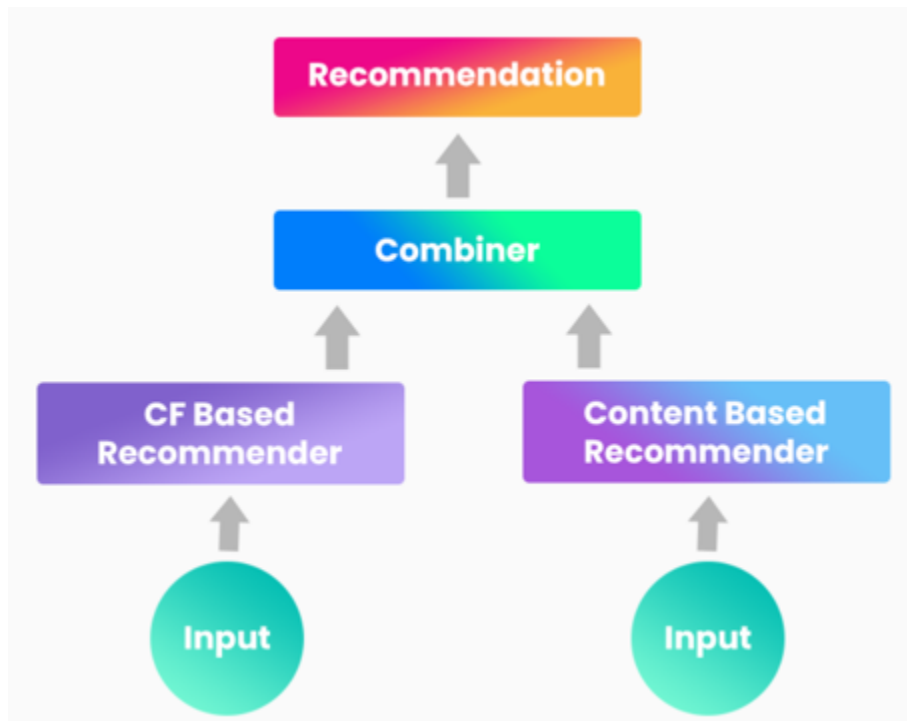 Recommendation
Combiner
CF Based
Recommender
Content Based
Recommender
Input
Input